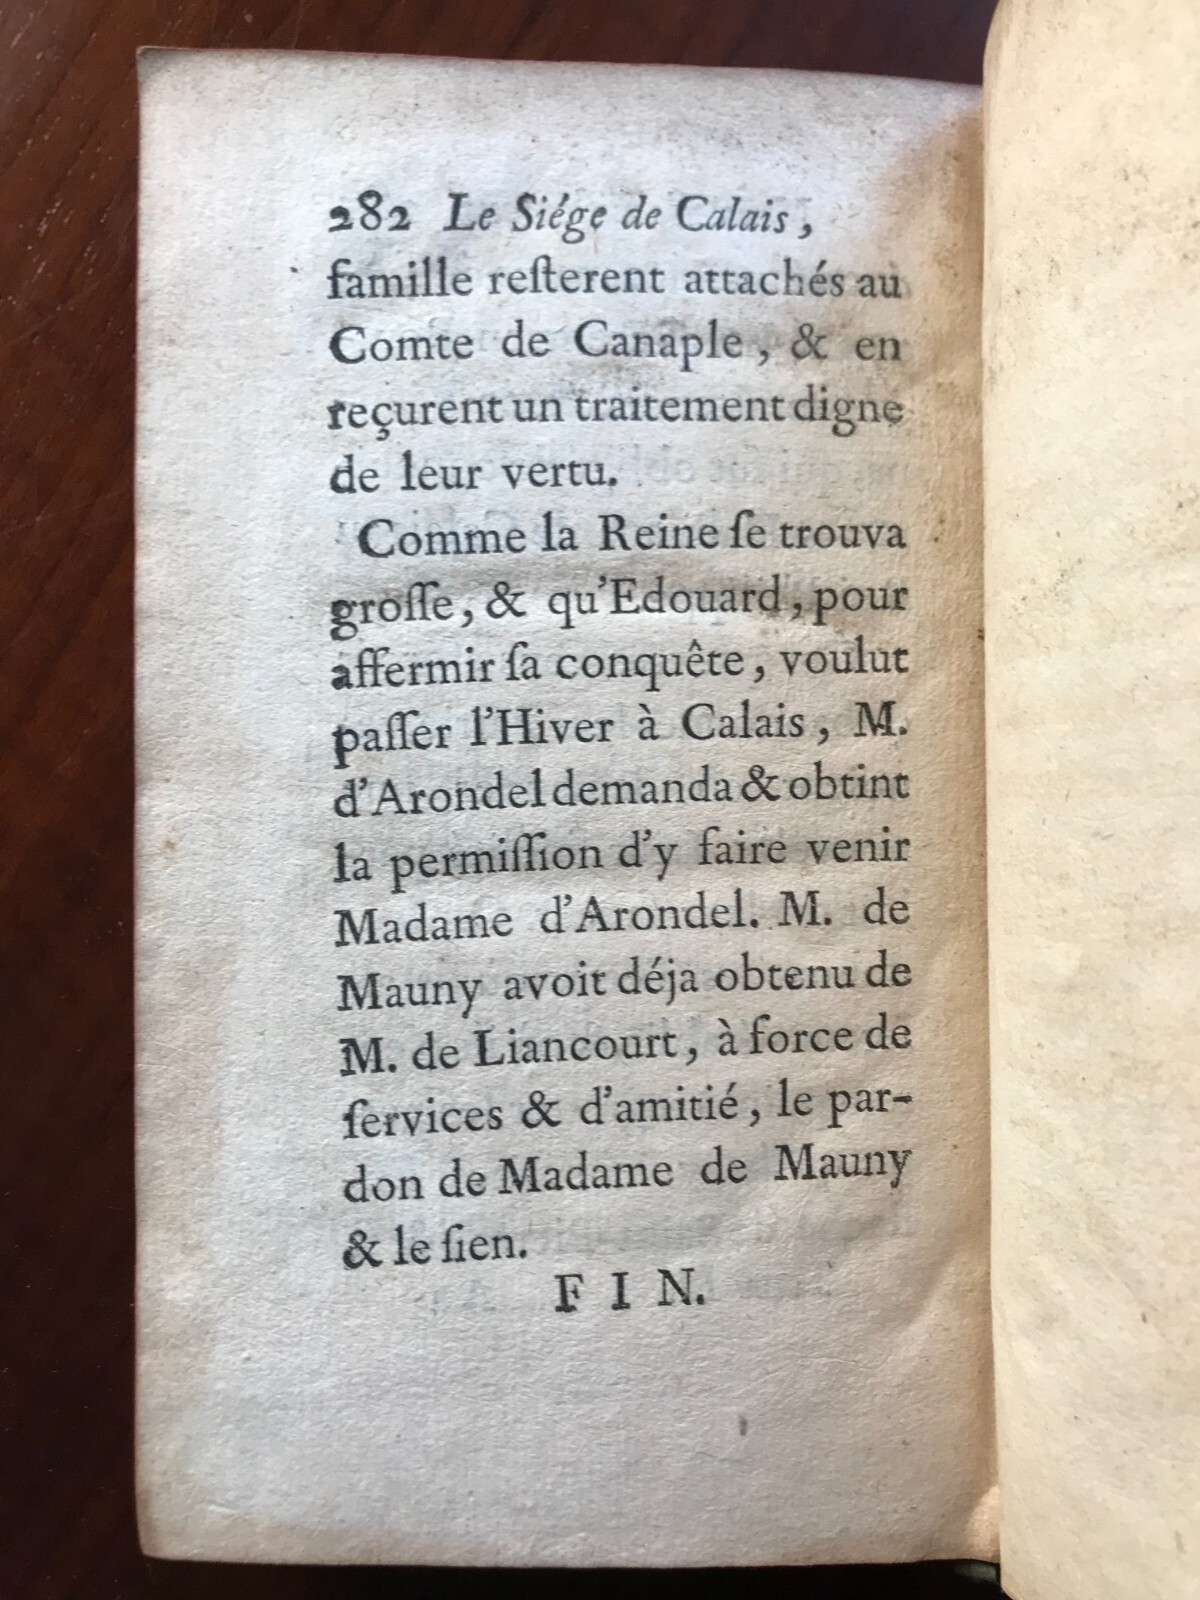 282 Le Siége de Calais,
famille reſterent attachés au
Comte de Canaple, & en
reçurent un traitement digne
de leur vertu.
Comme la Reine ſe trouva
groſſe, & qu'Edouard, pour
affermir ſa conquête, voulut
paſſer l'Hiver à Calais, M.
d'Arondel demanda & obtint
la permiſſion d'y faire venir
Madame d'Arondel. M. de
Mauny avoit déja obtenu de
M. de Liancourt, à force de
ſervices & d'amitié, le par-
don de Madame de Mauny
& le ſien.
FIN.